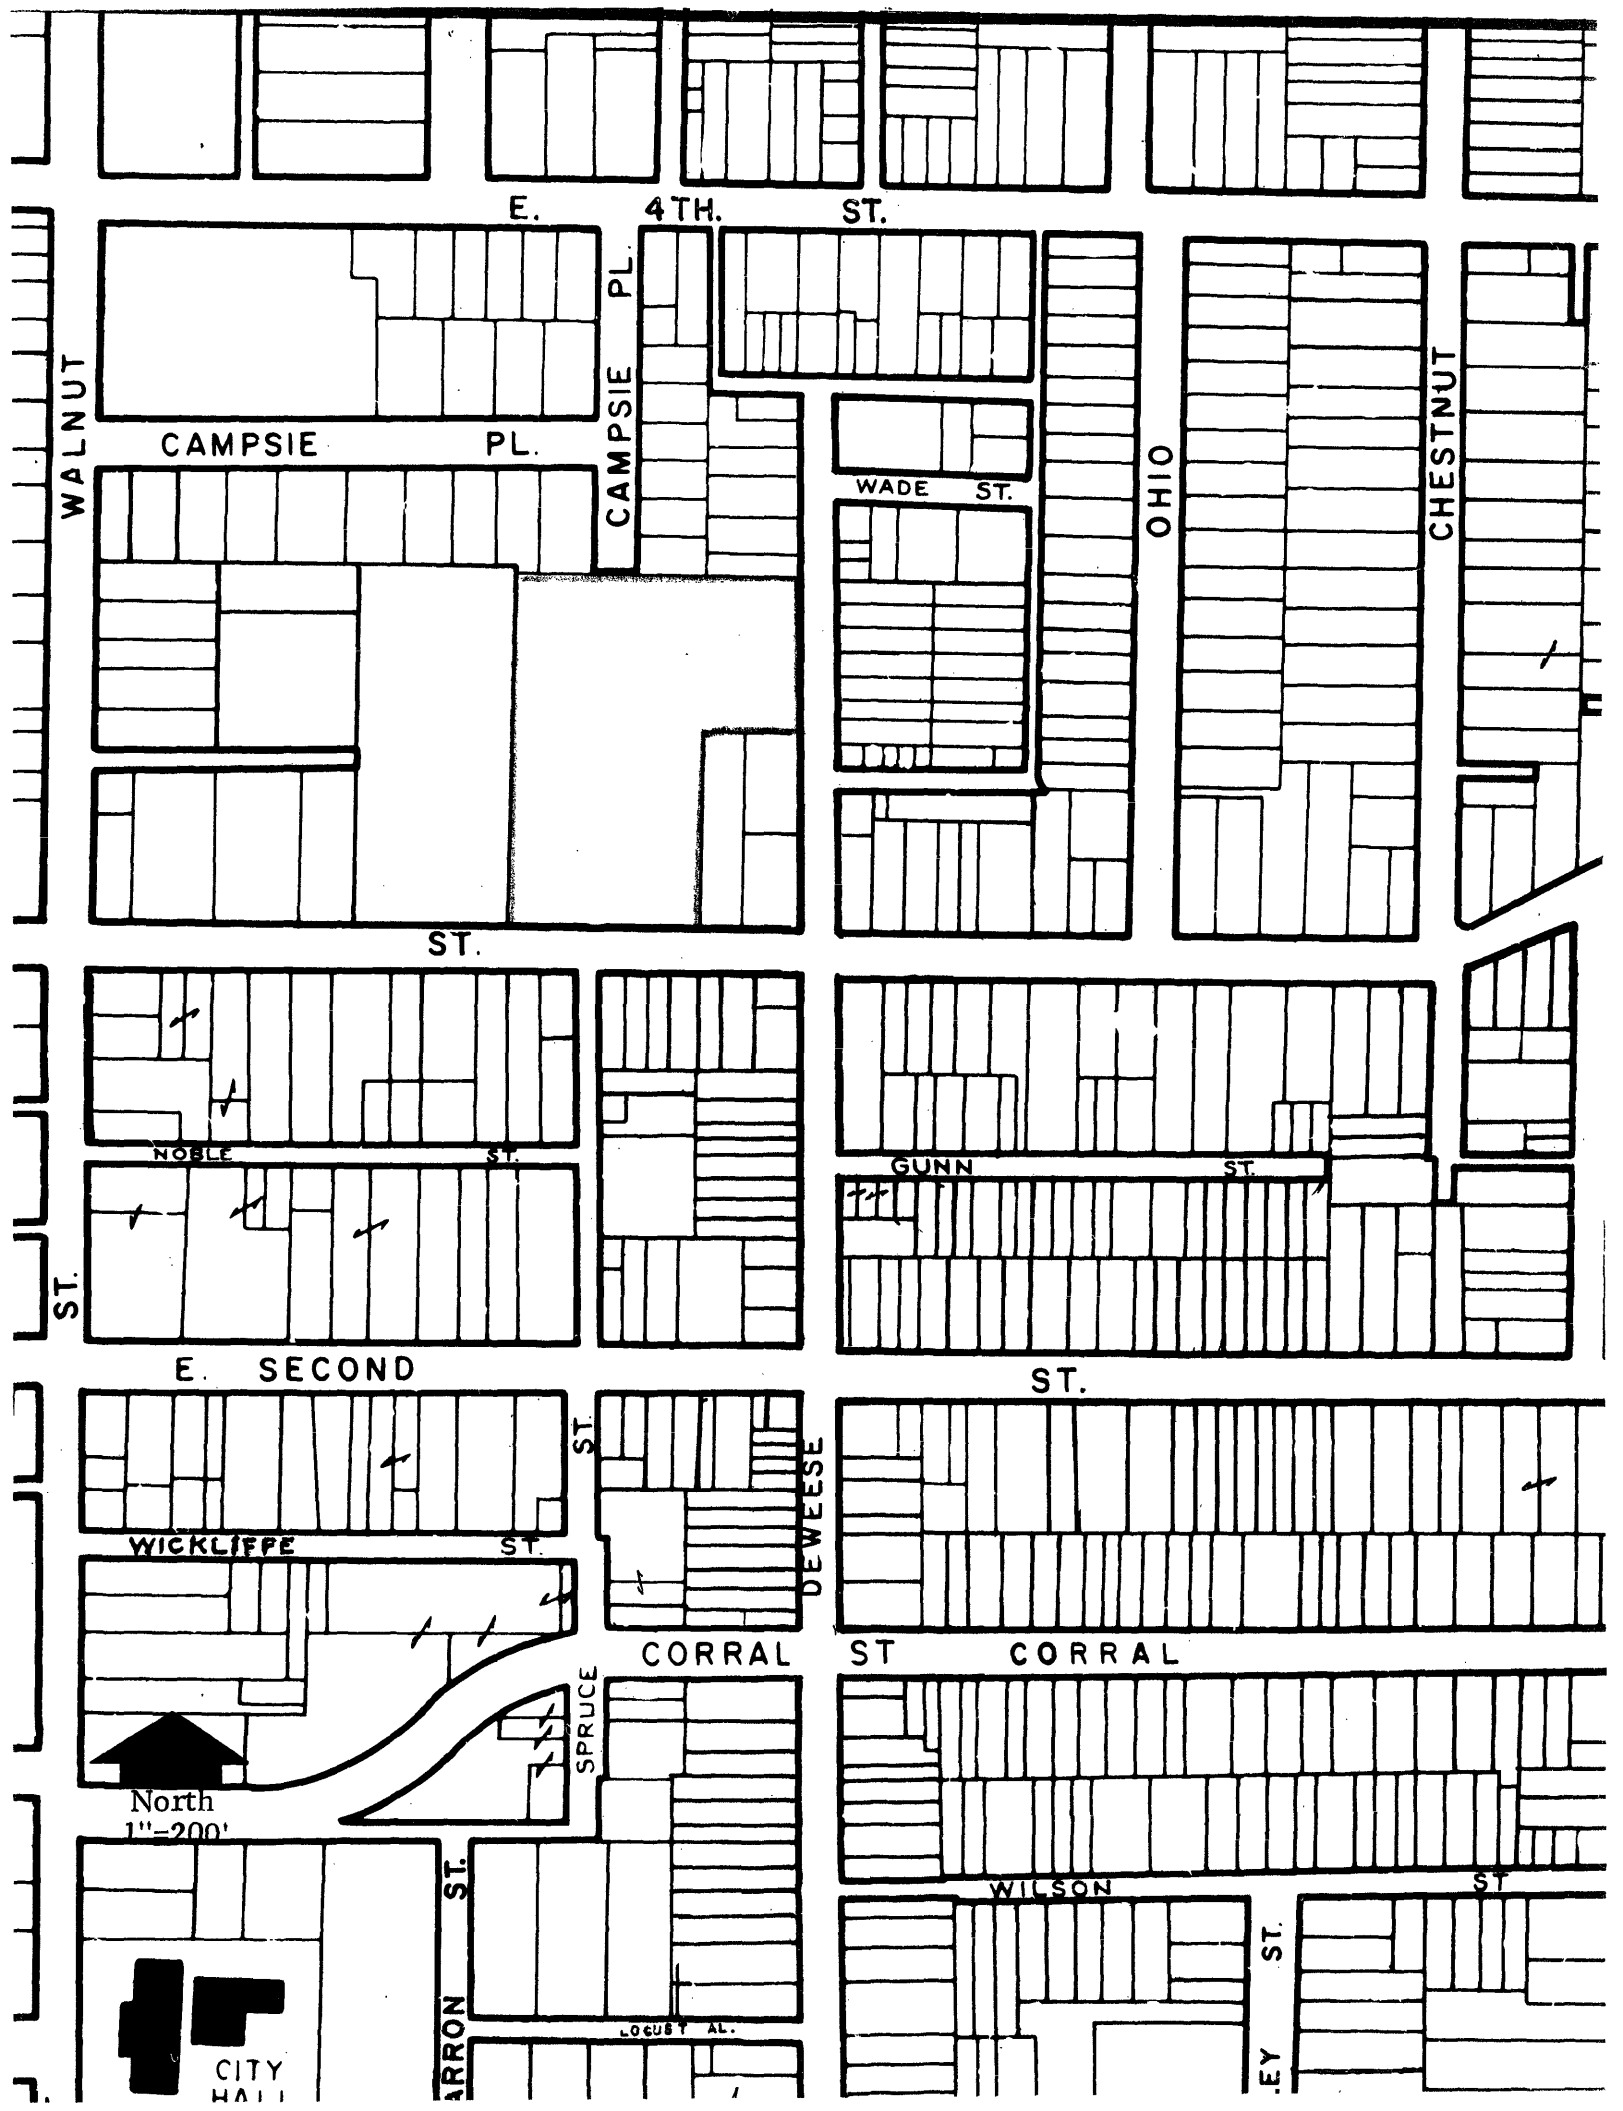 E. 4TH. ST.
CAMPSIE PL.
WALNUT
CAMPSIE PL.
WADE ST.
OHIO
CHESTNUT
ST.
NOBLE ST.
GUNN ST.
ST.
E. SECOND ST.
ST.
DEWEESE
WICKLIFFE ST.
CORRAL ST CORRAL
SPRUCE
North
1"=200'
ST.
WILSON ST
ST.
LOCUST AL.
ARRON
CITY
HALL
LEY